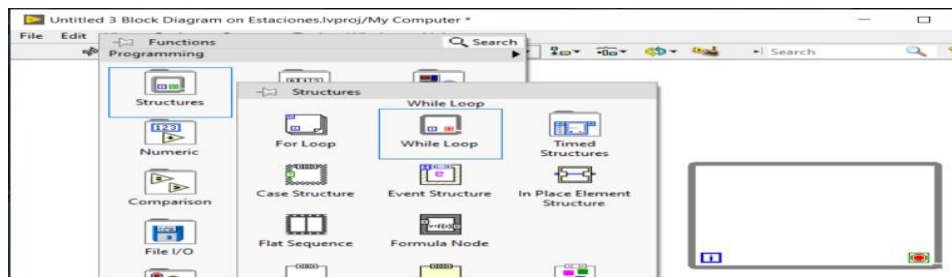 Untitled 3 Block Diagram on Estaciones.lvproj/My Computer *
File Edit
Functions Search
Programming
Search
Structures
Structures
While Loop
For Loop While Loop Timed Structures
Numeric
123
Case Structure Event Structure In Place Element Structure
Comparison
Flat Sequence Formula Node
File I/O
i